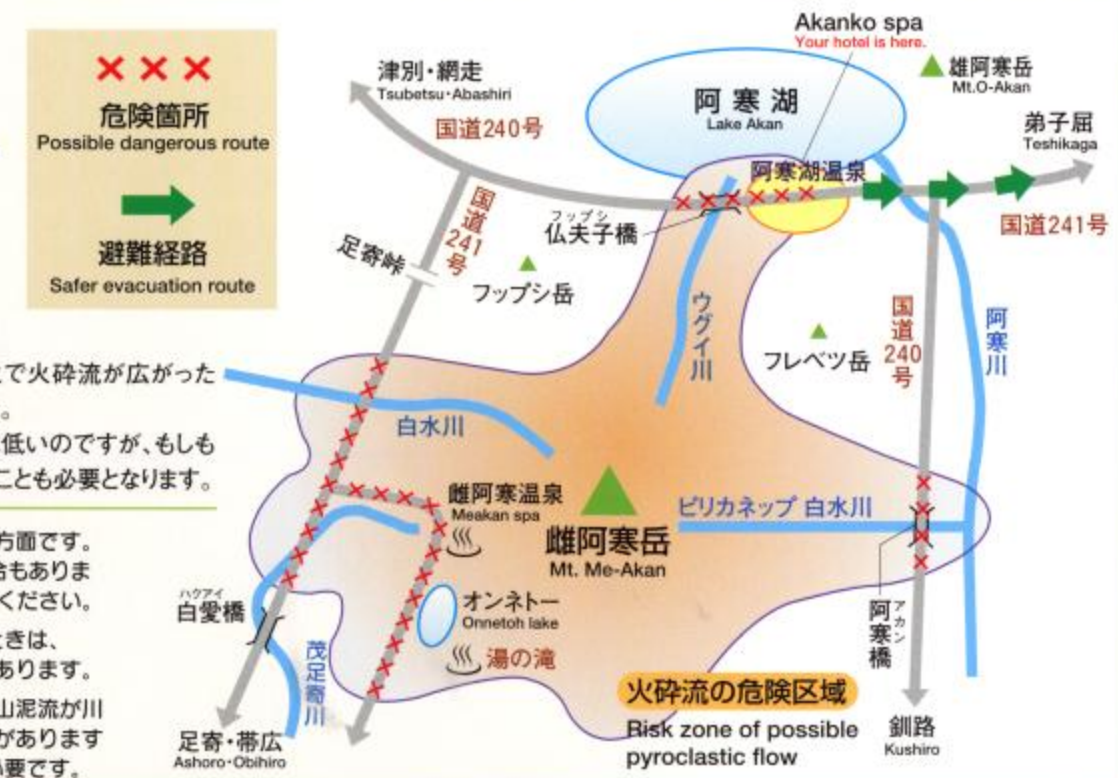 ×××
危険箇所
Possible dangerous route
避難経路
Safer evacuation route
Akanko spa
Your hotel is here.
津別・網走
Tsubetsu・Abashiri
国道240号
阿寒湖
Lake Akan
雄阿寒岳
Mt.O-Akan
弟子屈
Teshikaga
阿寒湖温泉
国道241号
国道241号
フップシ
仏夫子橋
足寄峠
フップシ岳
ウグイ川
フレベツ岳
国道240号
阿寒川
で火砕流が広がった
。
低いのですが、もしも
ことも必要となります。
白水川
雌阿寒温泉
Meakan spa
雌阿寒岳
Mt. Me-Akan
ピリカネップ 白水川
方面です。
合もありま
ください。
ときは、
あります。
山泥流が川
があります
必要です。
ハクアイ
白愛橋
オンネトー
Onnetoh lake
湯の滝
茂足寄川
アカン
阿寒橋
火砕流の危険区域
Risk zone of possible
pyroclastic flow
足寄・帯広
Ashoro・Obihiro
釧路
Kushiro